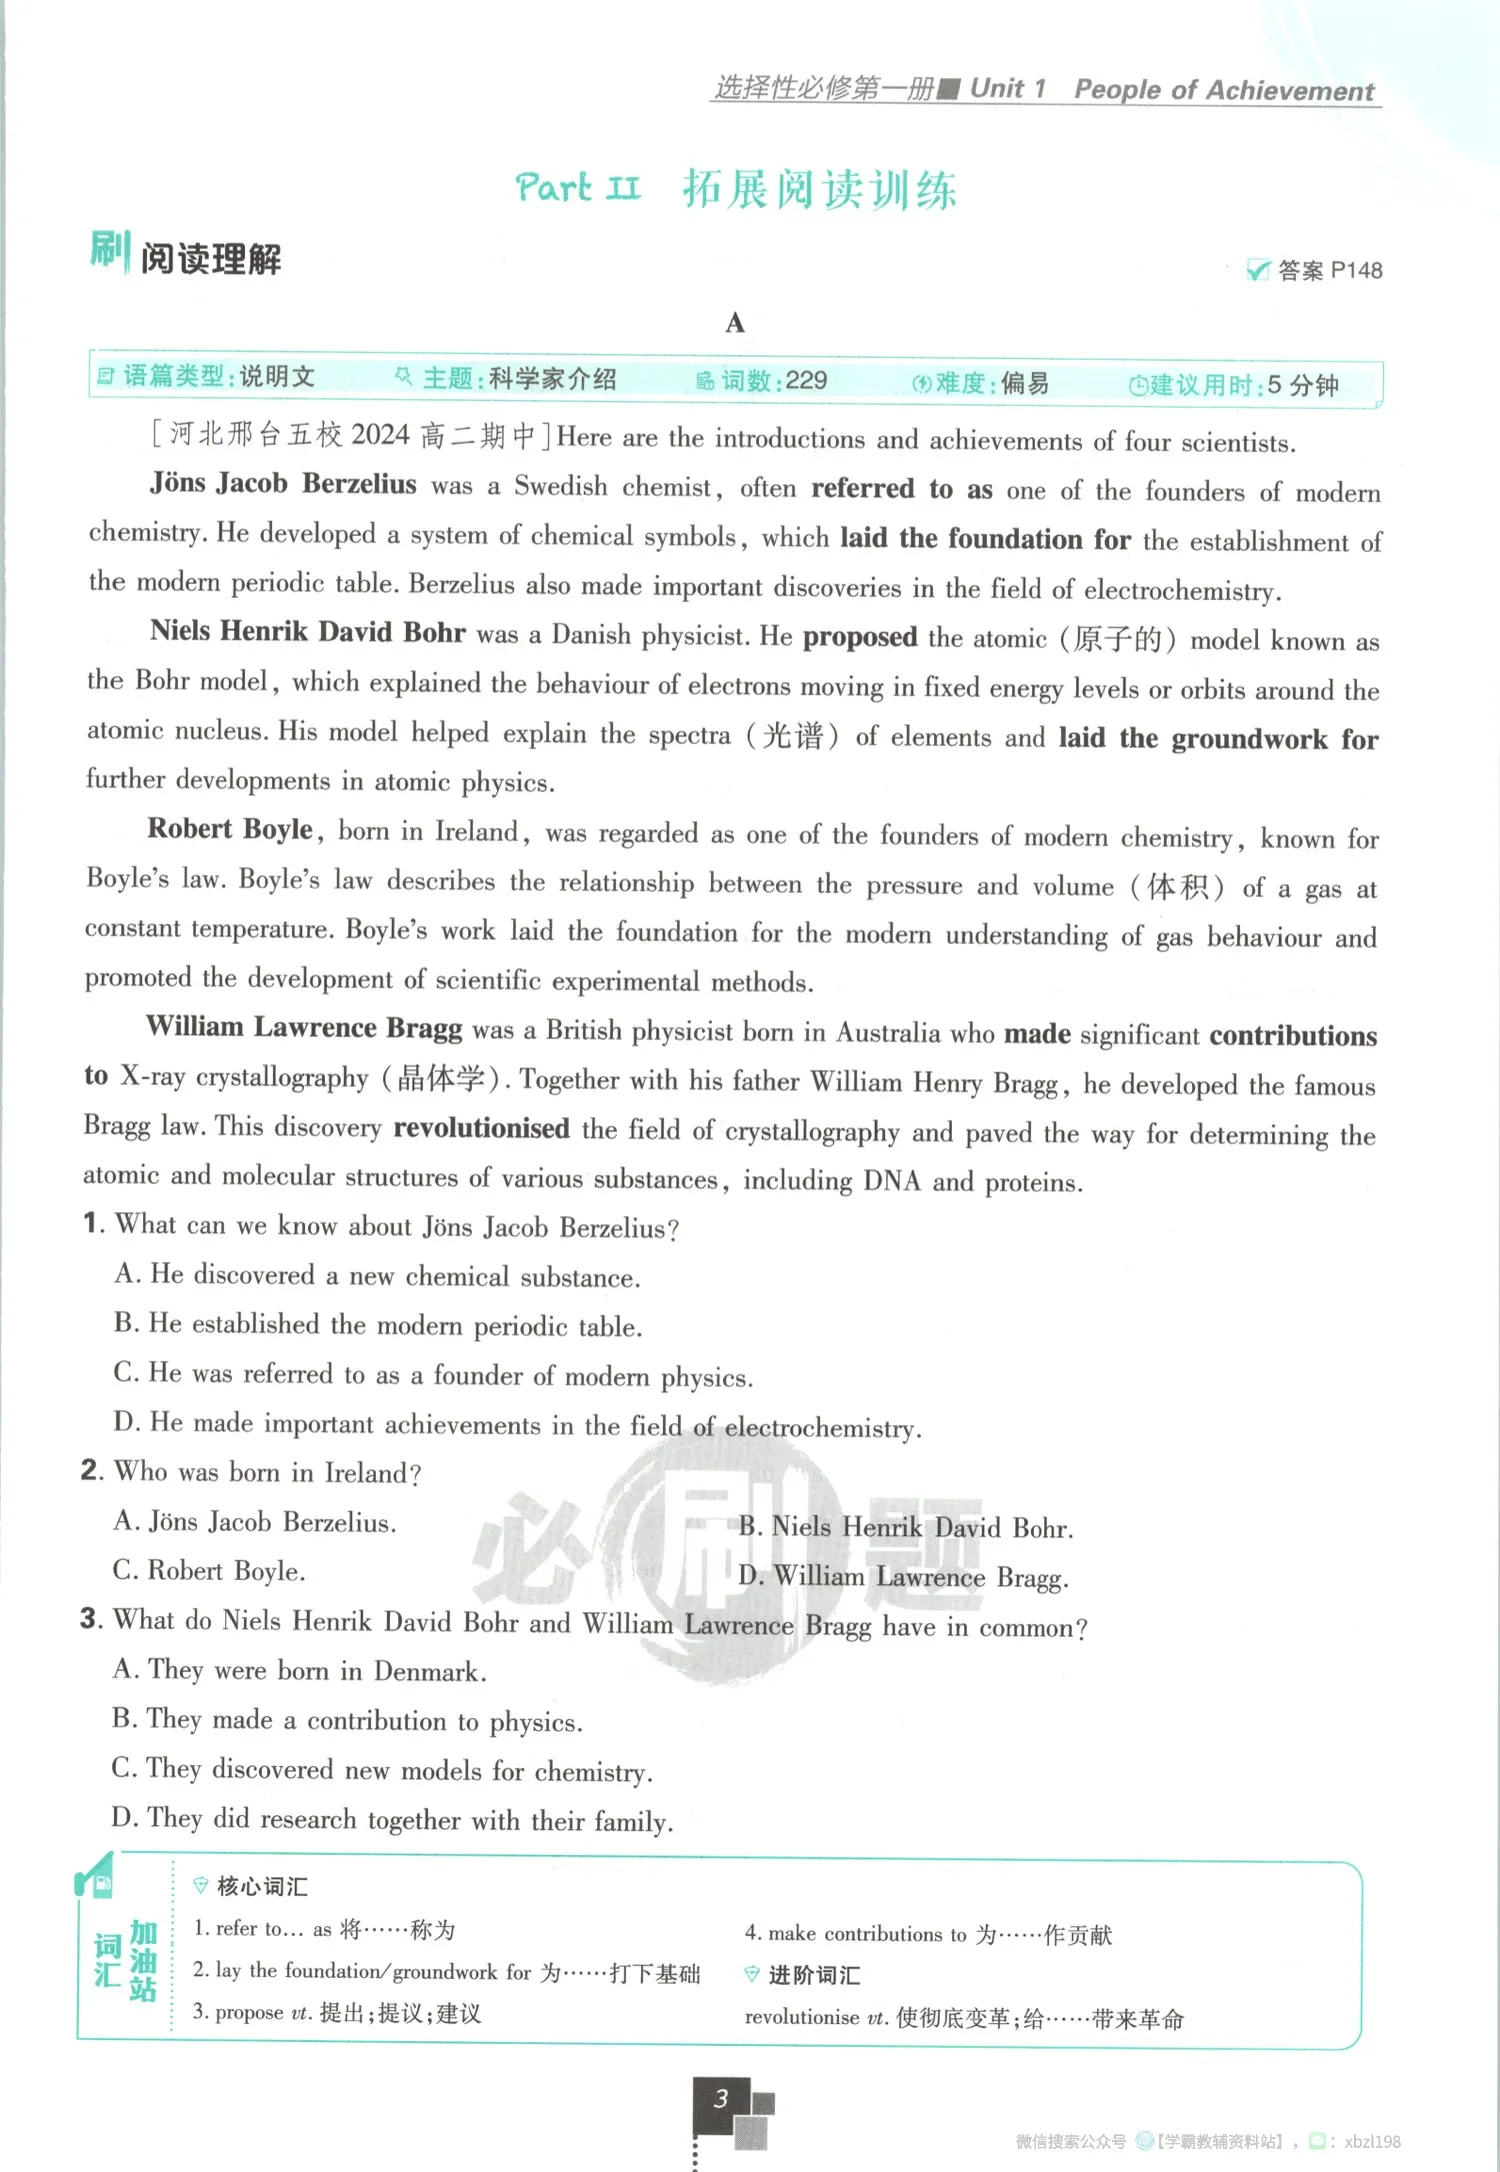 选择性必修第一册■ Unit 1 People of Achievement
Part II 拓展阅读训练
刷 阅读理解
答案 P148
A
语篇类型:说明文 主题:科学家介绍 词数:229 难度:偏易 建议用时:5 分钟
[河北邢台五校 2024 高二期中]Here are the introductions and achievements of four scientists.
Jöns Jacob Berzelius was a Swedish chemist, often referred to as one of the founders of modern
chemistry. He developed a system of chemical symbols, which laid the foundation for the establishment of
the modern periodic table. Berzelius also made important discoveries in the field of electrochemistry.
Niels Henrik David Bohr was a Danish physicist. He proposed the atomic (原子的) model known as
the Bohr model, which explained the behaviour of electrons moving in fixed energy levels or orbits around the
atomic nucleus. His model helped explain the spectra (光谱) of elements and laid the groundwork for
further developments in atomic physics.
Robert Boyle, born in Ireland, was regarded as one of the founders of modern chemistry, known for
Boyle's law. Boyle's law describes the relationship between the pressure and volume (体积) of a gas at
constant temperature. Boyle's work laid the foundation for the modern understanding of gas behaviour and
promoted the development of scientific experimental methods.
William Lawrence Bragg was a British physicist born in Australia who made significant contributions
to X-ray crystallography (晶体学). Together with his father William Henry Bragg, he developed the famous
Bragg law. This discovery revolutionised the field of crystallography and paved the way for determining the
atomic and molecular structures of various substances, including DNA and proteins.
1. What can we know about Jöns Jacob Berzelius?
A. He discovered a new chemical substance.
B. He established the modern periodic table.
C. He was referred to as a founder of modern physics.
D. He made important achievements in the field of electrochemistry.
2. Who was born in Ireland?
A. Jöns Jacob Berzelius. B. Niels Henrik David Bohr.
C. Robert Boyle. D. William Lawrence Bragg.
必刷题
3. What do Niels Henrik David Bohr and William Lawrence Bragg have in common?
A. They were born in Denmark.
B. They made a contribution to physics.
C. They discovered new models for chemistry.
D. They did research together with their family.
词汇加油站
核心词汇
1. refer to... as 将……称为
2. lay the foundation/groundwork for 为……打下基础
3. propose vt. 提出;提议;建议
4. make contributions to 为……作贡献
进阶词汇
revolutionise vt. 使彻底变革;给……带来革命
3
微信搜索公众号【学霸教辅资料站】, : xbzl198